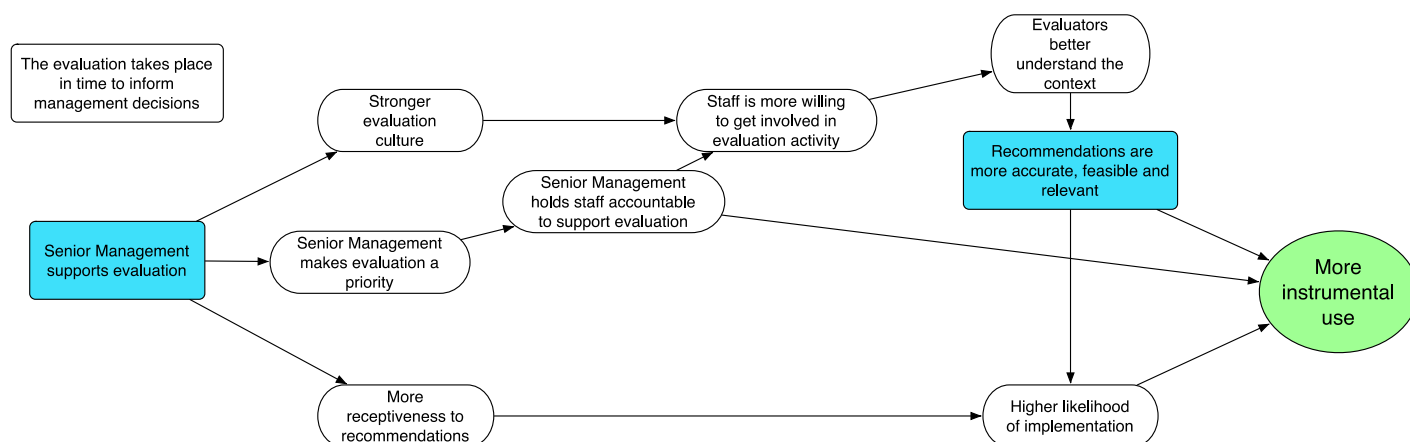 The evaluation takes place
in time to inform
management decisions
Evaluators
better
understand the
context
Stronger
evaluation
culture
Staff is more willing
to get involved in
evaluation activity
Recommendations are
more accurate, feasible and
relevant
Senior Management
holds staff accountable
to support evaluation
Senior Management
supports evaluation
Senior Management
makes evaluation a
priority
More
instrumental
use
More
receptiveness to
recommendations
Higher likelihood
of implementation